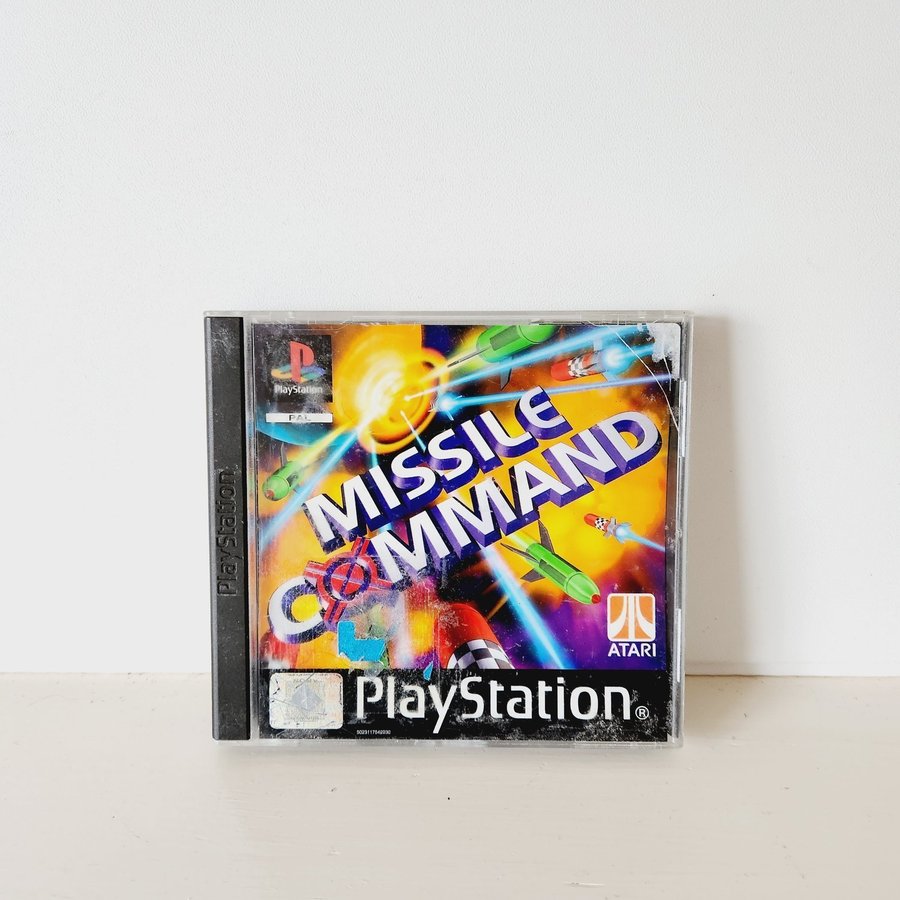 PlayStation
PlayStation
PAL
MISSILE
COMMAND
ATARI
PlayStation®